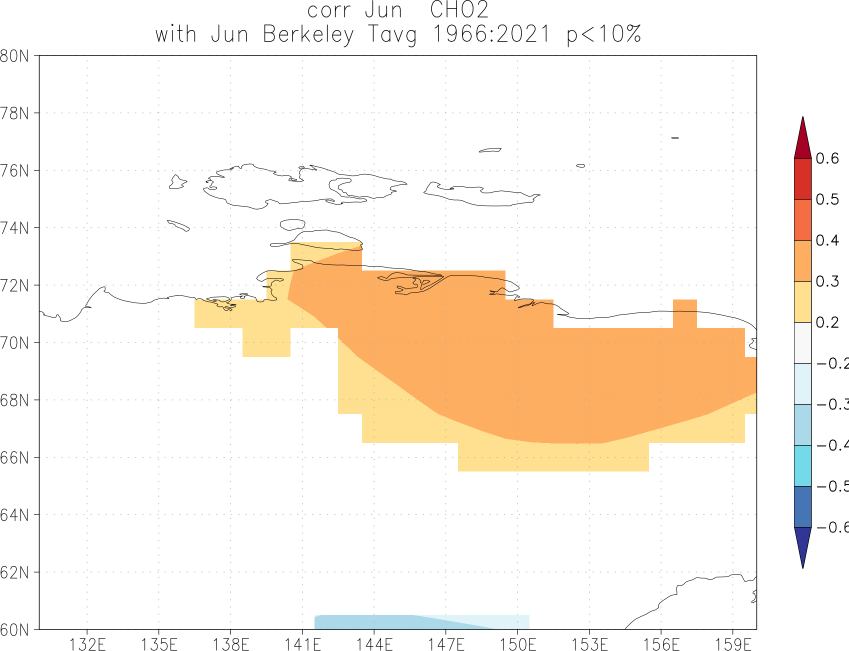 corr Jun CHO2
with Jun Berkeley Tavg 1966:2021 p<10%
80N
78N
76N
74N
72N
70N
68N
66N
64N
62N
60N
132E 135E 138E 141E 144E 147E 150E 153E 156E 159E
0.6
0.5
0.4
0.3
0.2
−0.2
−0.3
−0.4
−0.5
−0.6